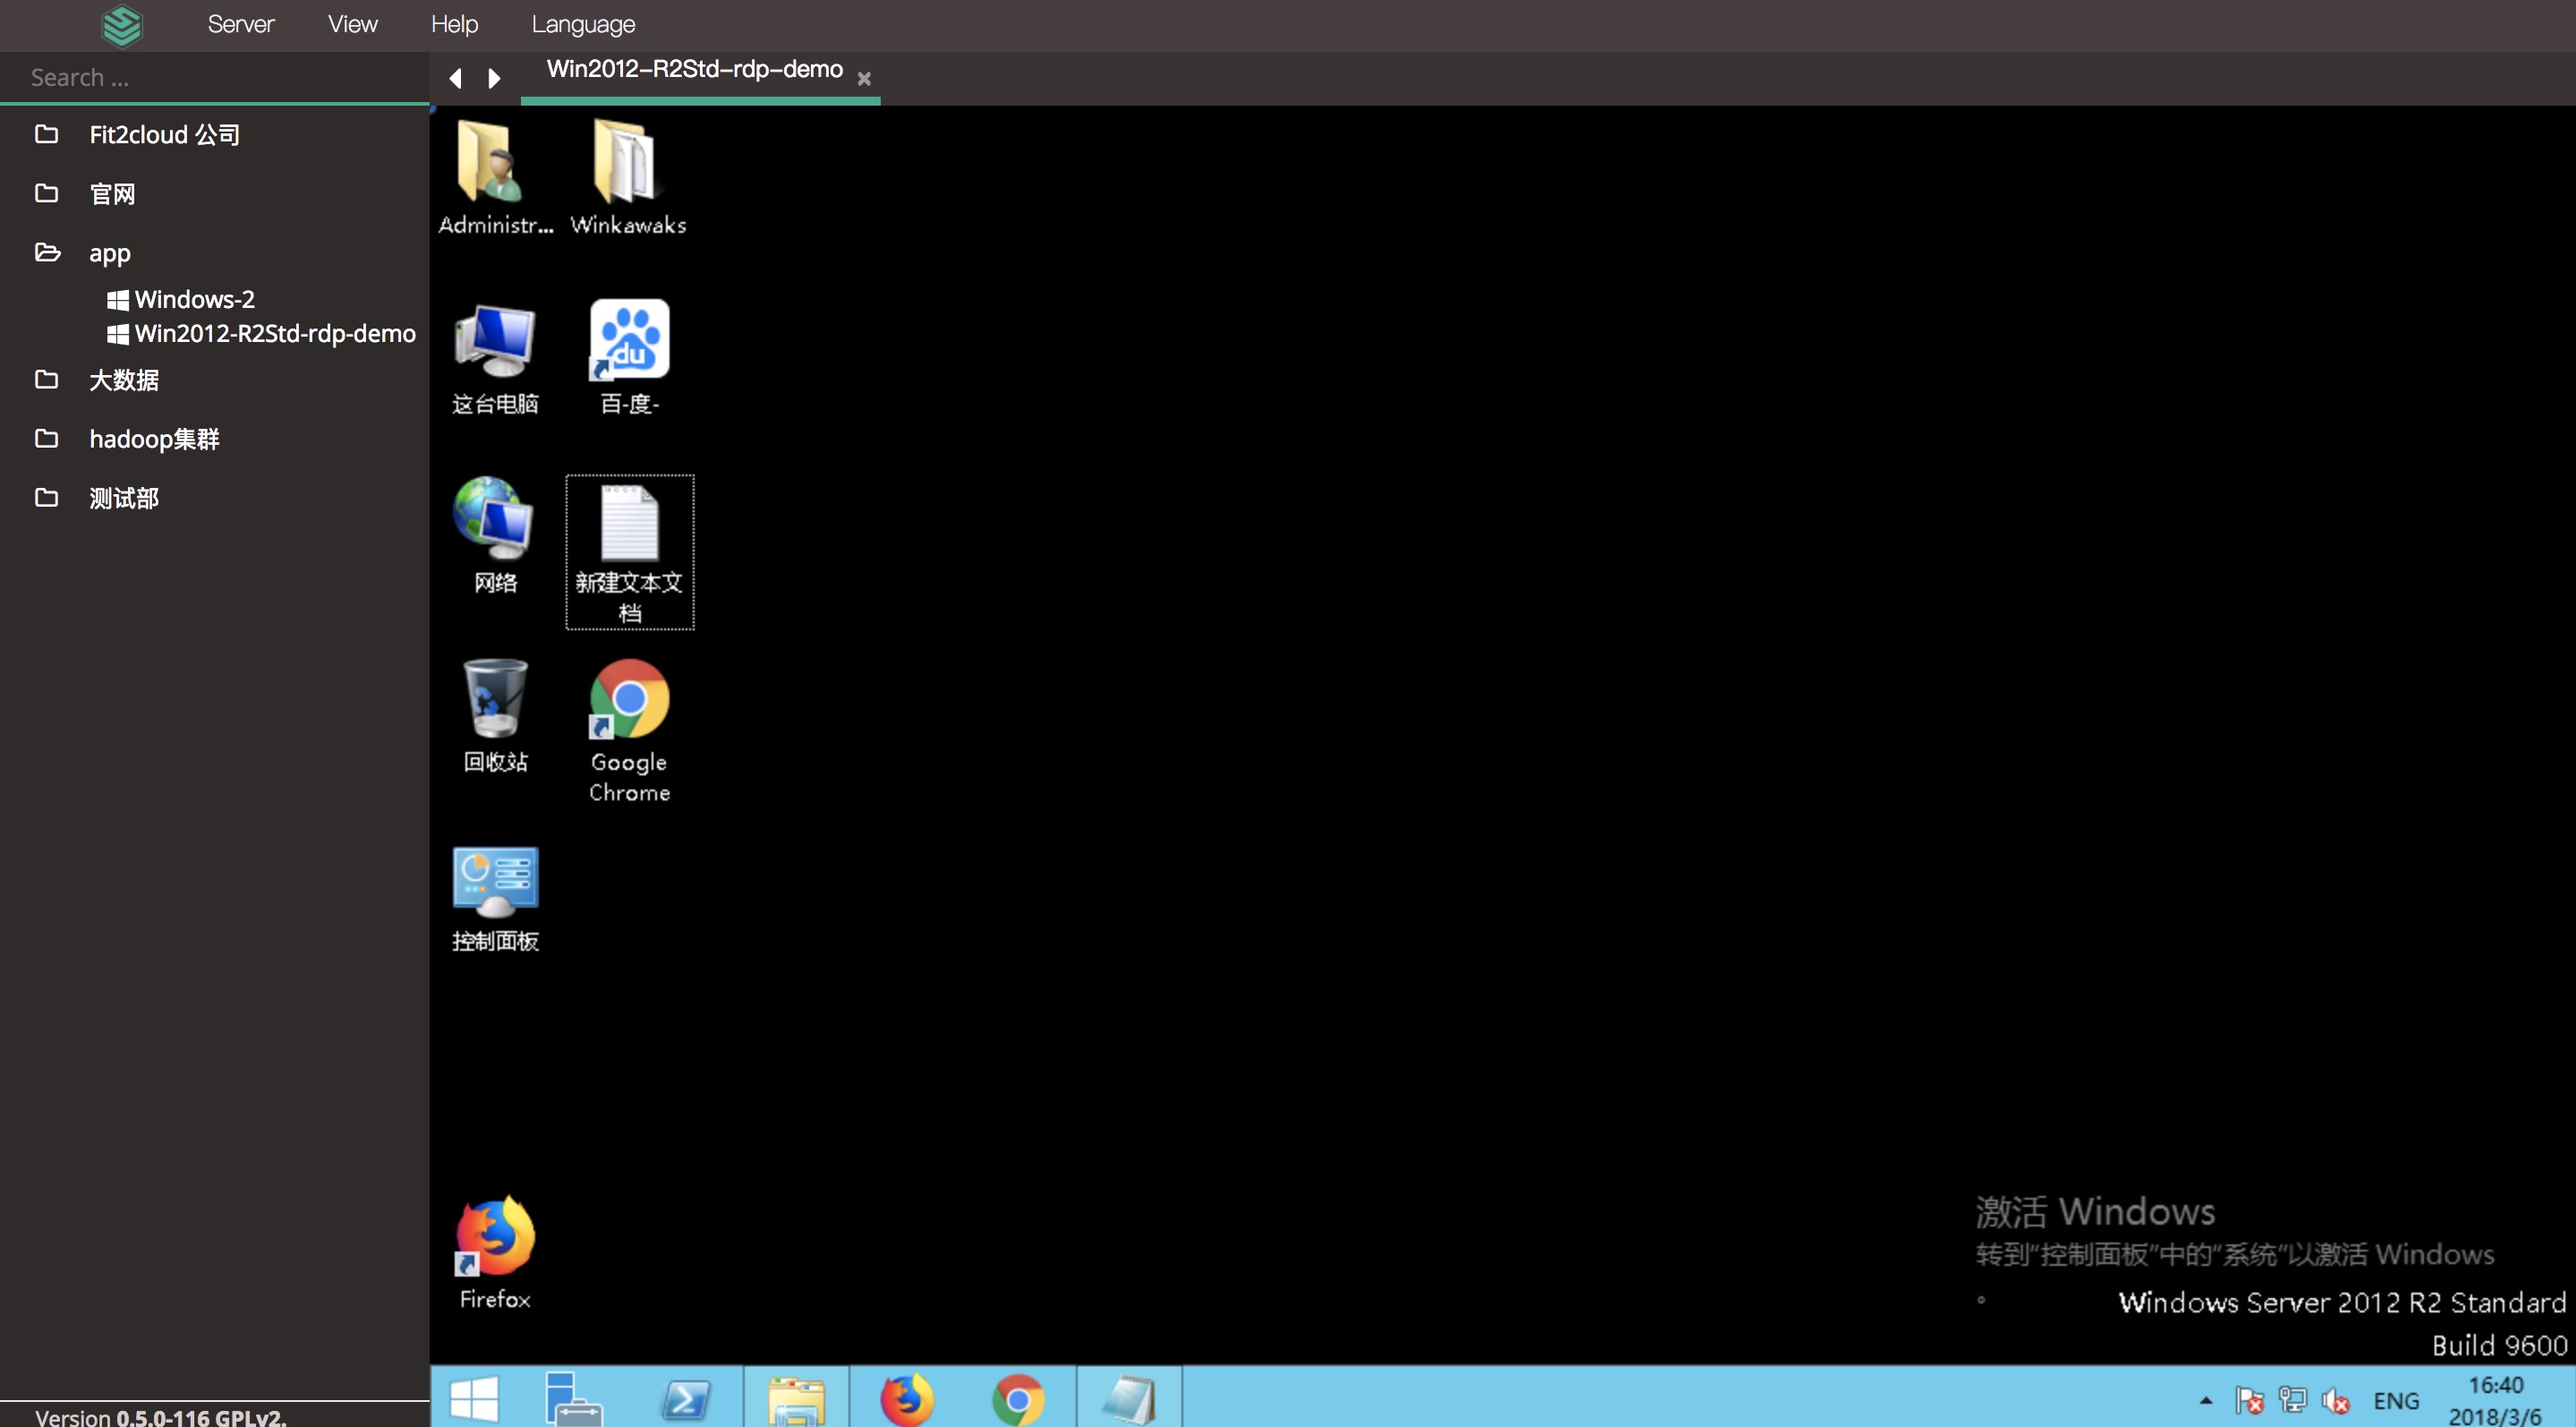 Server View Help Language
Search ...
Win2012-R2Std-rdp-demo
Fit2cloud 公司
官网
app
Windows-2
Win2012-R2Std-rdp-demo
大数据
hadoop集群
测试部
Version 0.5.0-116 GPLv2.
Administr... Winkawaks
这台电脑 百-度-
du
网络 新建文本文
档
回收站 Google
Chrome
控制面板
Firefox
激活 Windows
转到“控制面板”中的“系统”以激活 Windows
。
Windows Server 2012 R2 Standard
Build 9600
ENG
16:40
2018/3/6